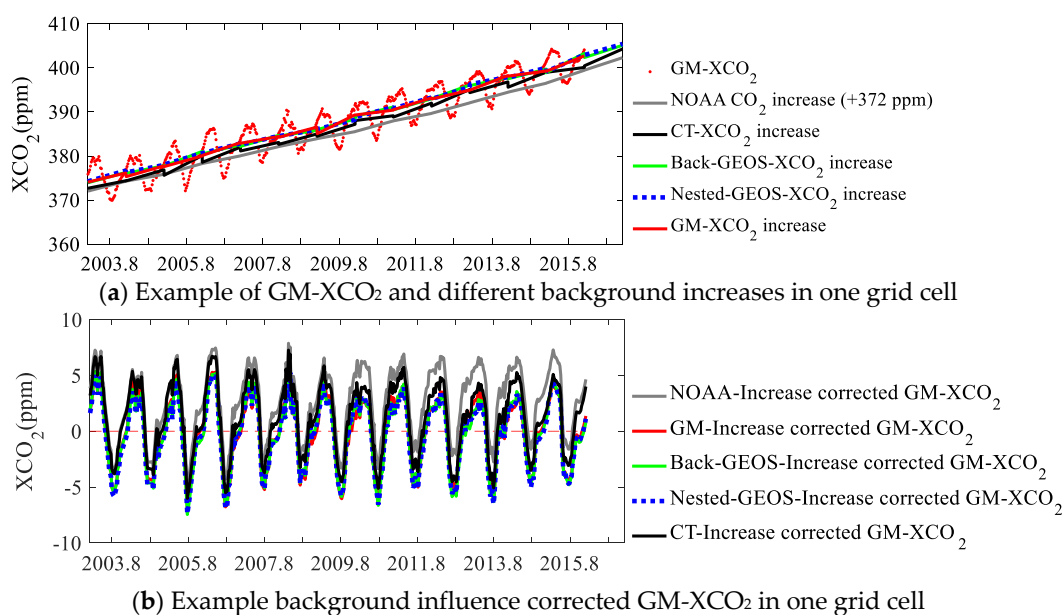 410
400
390
380
370
360
XCO2(ppm)
2003.8 2005.8 2007.8 2009.8 2011.8 2013.8 2015.8
GM-XCO2
NOAA CO2 increase (+372 ppm)
CT-XCO2 increase
Back-GEOS-XCO2 increase
Nested-GEOS-XCO2 increase
GM-XCO2 increase
(a) Example of GM-XCO2 and different background increases in one grid cell
10
5
0
-5
-10
XCO2(ppm)
2003.8 2005.8 2007.8 2009.8 2011.8 2013.8 2015.8
NOAA-Increase corrected GM-XCO2
GM-Increase corrected GM-XCO2
Back-GEOS-Increase corrected GM-XCO2
Nested-GEOS-Increase corrected GM-XCO2
CT-Increase corrected GM-XCO2
(b) Example background influence corrected GM-XCO2 in one grid cell